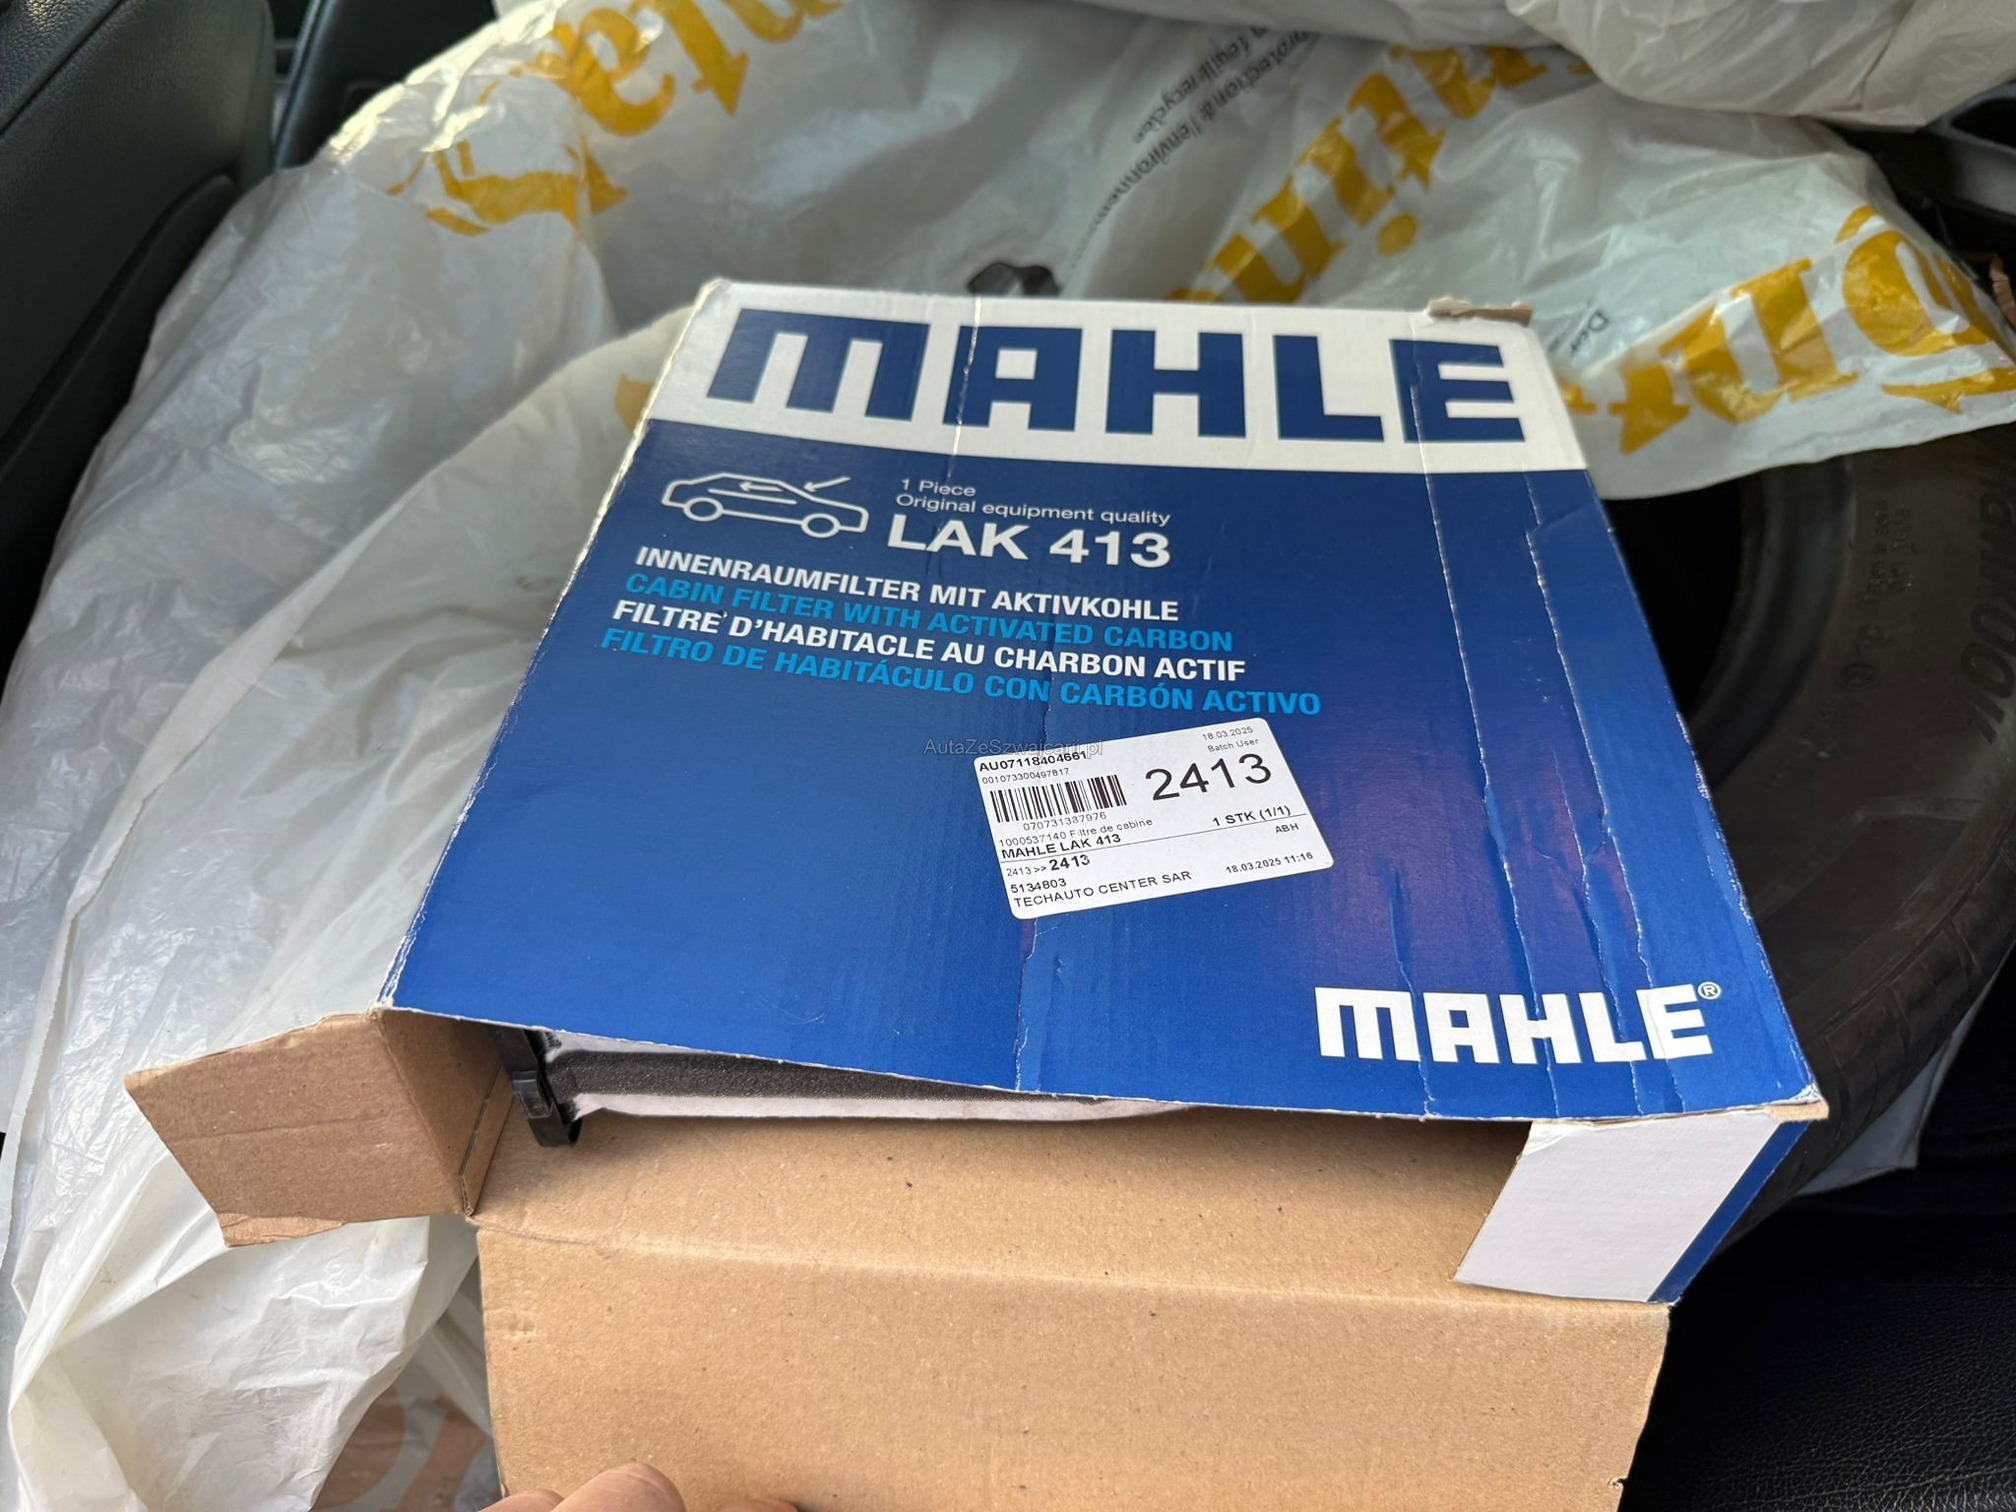 protection de l'environnement
MAHLE
1 Piece
Original equipment quality
LAK 413
INNENRAUMFILTER MIT AKTIVKOHLE
CABIN FILTER WITH ACTIVATED CARBON
FILTRE D'HABITACLE AU CHARBON ACTIF
FILTRO DE HABITÁCULO CON CARBÓN ACTIVO
AutaZeSzwajcarii.pl
18.03.2025
Batch User
AU07118404661
001073300497817
2413
070731387976
1000537140 Filtre de cabine
1 STK (1/1)
MAHLE LAK 413
ABH
2413 >> 2413
18.03.2025 11:16
5134803
TECHAUTO CENTER SAR
MAHLE®